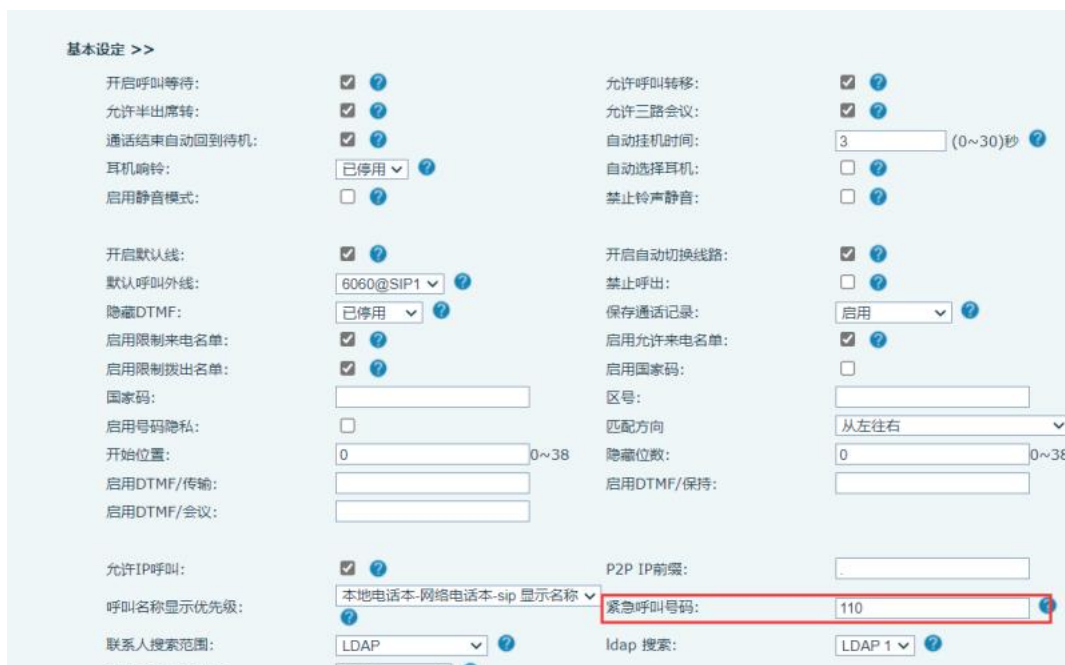 基本设定 >>
开启呼叫等待: 允许呼叫转移:
允许半出席转: 允许三路会议:
通话结束自动回到待机: 自动挂机时间: 3 (0~30)秒
耳机响铃: 已停用 自动选择耳机:
启用静音模式: 禁止铃声静音:
开启默认线: 开启自动切换线路:
默认呼叫外线: 6060@SIP1 禁止呼出:
隐藏DTMF: 已停用 保存通话记录: 启用
启用限制来电名单: 启用允许来电名单:
启用限制拨出名单: 启用国家码:
国家码: 区号:
启用号码隐私: 匹配方向 从左往右
开始位置: 0 0~38 隐藏位数: 0 0~38
启用DTMF/传输: 启用DTMF/保持:
启用DTMF/会议:
允许IP呼叫: P2P IP前缀: .
呼叫名称显示优先级: 本地电话本-网络电话本-sip 显示名称 紧急呼叫号码: 110
联系人搜索范围: LDAP ldap 搜索: LDAP 1